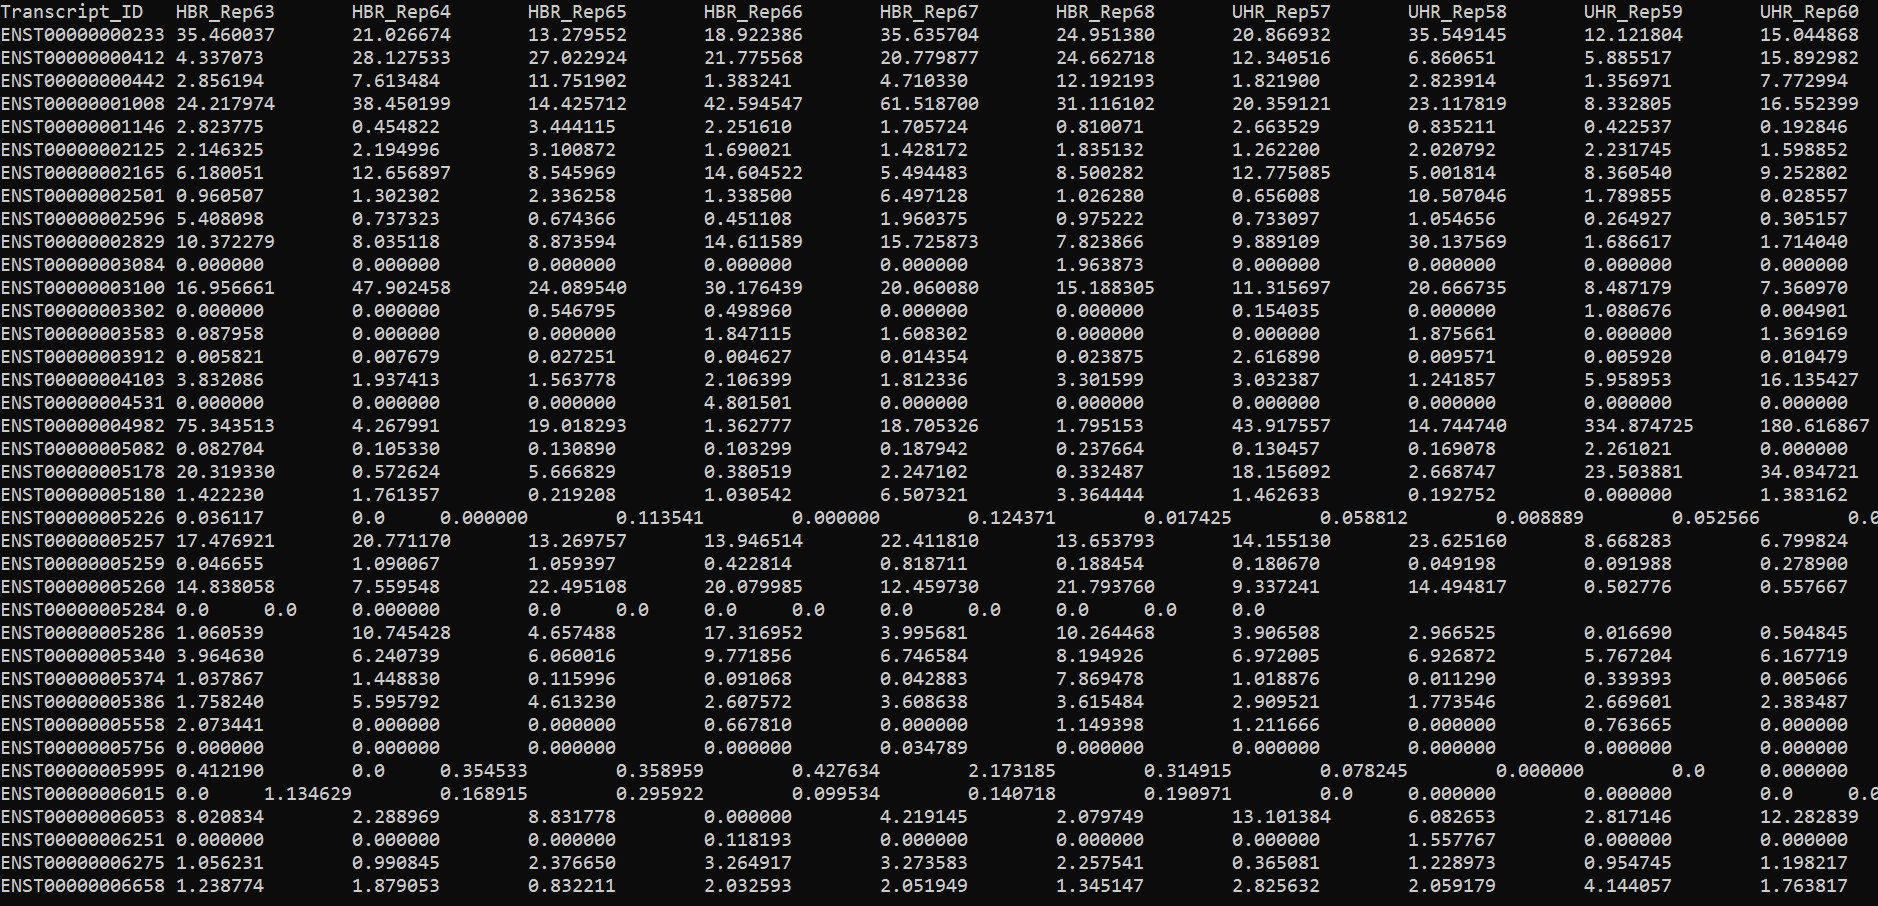 Transcript_ID HBR_Rep63 HBR_Rep64 HBR_Rep65 HBR_Rep66 HBR_Rep67 HBR_Rep68 UHR_Rep57 UHR_Rep58 UHR_Rep59 UHR_Rep60
ENST00000000233 35.460037 21.026674 13.279552 18.922386 35.635704 24.951380 20.866932 35.549145 12.121804 15.044868
ENST00000000412 4.337073 28.127533 27.022924 21.775568 20.779877 24.662718 12.340516 6.860651 5.885517 15.892982
ENST00000000442 2.856194 7.613484 11.751902 1.383241 4.710330 12.192193 1.821900 2.823914 1.356971 7.772994
ENST00000001008 24.217974 38.450199 14.425712 42.594547 61.518700 31.116102 20.359121 23.117819 8.332805 16.552399
ENST00000001146 2.823775 0.454822 3.444115 2.251610 1.705724 0.810071 2.663529 0.835211 0.422537 0.192846
ENST00000002125 2.146325 2.194996 3.100872 1.690021 1.428172 1.835132 1.262200 2.020792 2.231745 1.598852
ENST00000002165 6.180051 12.656897 8.545969 14.604522 5.494483 8.500282 12.775085 5.001814 8.360540 9.252802
ENST00000002501 0.960507 1.302302 2.336258 1.338500 6.497128 1.026280 0.656008 10.507046 1.789855 0.028557
ENST00000002596 5.408098 0.737323 0.674366 0.451108 1.960375 0.975222 0.733097 1.054656 0.264927 0.305157
ENST00000002829 10.372279 8.035118 8.873594 14.611589 15.725873 7.823866 9.889109 30.137569 1.686617 1.714040
ENST00000003084 0.000000 0.000000 0.000000 0.000000 0.000000 1.963873 0.000000 0.000000 0.000000 0.000000
ENST00000003100 16.956661 47.902458 24.089540 30.176439 20.060080 15.188305 11.315697 20.666735 8.487179 7.360970
ENST00000003302 0.000000 0.000000 0.546795 0.498960 0.000000 0.000000 0.154035 0.000000 1.080676 0.004901
ENST00000003583 0.087958 0.000000 0.000000 1.847115 1.608302 0.000000 0.000000 1.875661 0.000000 1.369169
ENST00000003912 0.005821 0.007679 0.027251 0.004627 0.014354 0.023875 2.616890 0.009571 0.005920 0.010479
ENST00000004103 3.832086 1.937413 1.563778 2.106399 1.812336 3.301599 3.032387 1.241857 5.958953 16.135427
ENST00000004531 0.000000 0.000000 0.000000 4.801501 0.000000 0.000000 0.000000 0.000000 0.000000 0.000000
ENST00000004982 75.343513 4.267991 19.018293 1.362777 18.705326 1.795153 43.917557 14.744740 334.874725 180.616867
ENST00000005082 0.082704 0.105330 0.130890 0.103299 0.187942 0.237664 0.130457 0.169078 2.261021 0.000000
ENST00000005178 20.319330 0.572624 5.666829 0.380519 2.247102 0.332487 18.156092 2.668747 23.503881 34.034721
ENST00000005180 1.422230 1.761357 0.219208 1.030542 6.507321 3.364444 1.462633 0.192752 0.000000 1.383162
ENST00000005226 0.036117 0.0 0.000000 0.113541 0.000000 0.124371 0.017425 0.058812 0.008889 0.052566 0.0
ENST00000005257 17.476921 20.771170 13.269757 13.946514 22.411810 13.653793 14.155130 23.625160 8.668283 6.799824
ENST00000005259 0.046655 1.090067 1.059397 0.422814 0.818711 0.188454 0.180670 0.049198 0.091988 0.278900
ENST00000005260 14.838058 7.559548 22.495108 20.079985 12.459730 21.793760 9.337241 14.494817 0.502776 0.557667
ENST00000005284 0.0 0.0 0.000000 0.0 0.0 0.0 0.0 0.0 0.0 0.0 0.0 0.0
ENST00000005286 1.060539 10.745428 4.657488 17.316952 3.995681 10.264468 3.906508 2.966525 0.016690 0.504845
ENST00000005340 3.964630 6.240739 6.060016 9.771856 6.746584 8.194926 6.972005 6.926872 5.767204 6.167719
ENST00000005374 1.037867 1.448830 0.115996 0.091068 0.042883 7.869478 1.018876 0.011290 0.339393 0.005066
ENST00000005386 1.758240 5.595792 4.613230 2.607572 3.608638 3.615484 2.909521 1.773546 2.669601 2.383487
ENST00000005558 2.073441 0.000000 0.000000 0.667810 0.000000 1.149398 1.211666 0.000000 0.763665 0.000000
ENST00000005756 0.000000 0.000000 0.000000 0.000000 0.034789 0.000000 0.000000 0.000000 0.000000 0.000000
ENST00000005995 0.412190 0.0 0.354533 0.358959 0.427634 2.173185 0.314915 0.078245 0.000000 0.0 0.000000
ENST00000006015 0.0 1.134629 0.168915 0.295922 0.099534 0.140718 0.190971 0.0 0.000000 0.000000 0.0 0.0
ENST00000006053 8.020834 2.288969 8.831778 0.000000 4.219145 2.079749 13.101384 6.082653 2.817146 12.282839
ENST00000006251 0.000000 0.000000 0.000000 0.118193 0.000000 0.000000 0.000000 1.557767 0.000000 0.000000
ENST00000006275 1.056231 0.990845 2.376650 3.264917 3.273583 2.257541 0.365081 1.228973 0.954745 1.198217
ENST00000006658 1.238774 1.879053 0.832211 2.032593 2.051949 1.345147 2.825632 2.059179 4.144057 1.763817